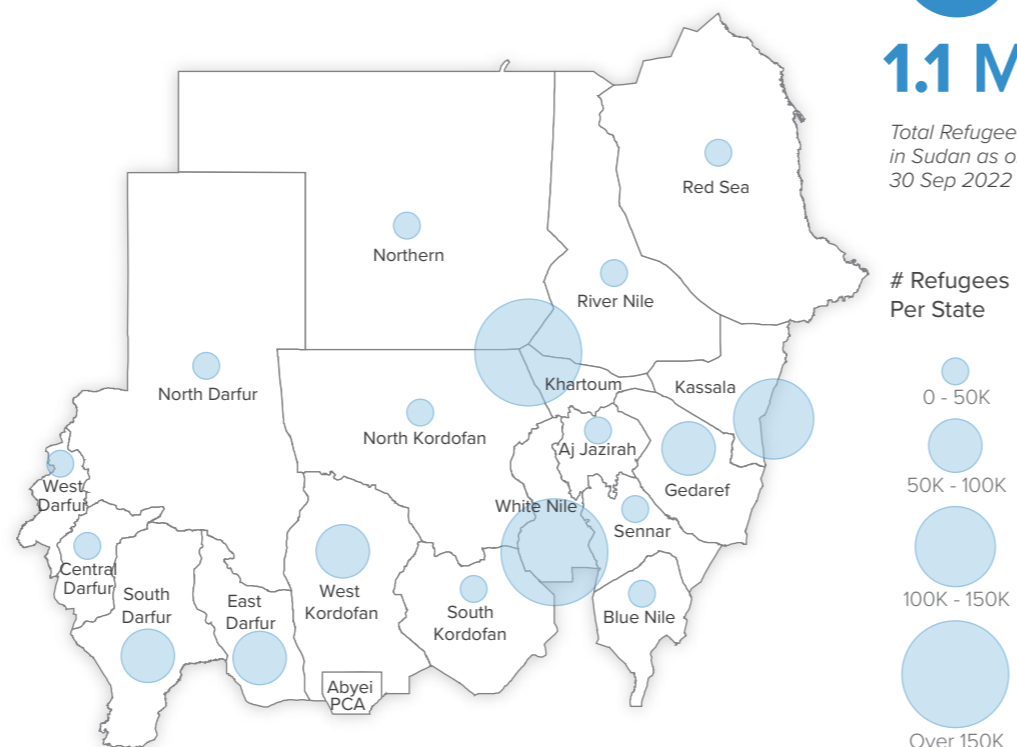 1.1 M
Total Refugee
in Sudan as o
30 Sep 2022
Red Sea
Northern
River Nile
# Refugees
Per State
North Darfur
Khartoum
Kassala
0 - 50K
North Kordofan
Aj Jazirah
West
Darfur
Gedaref
50K - 100K
White Nile
Sennar
Central
Darfur
South
Darfur
East
Darfur
West
Kordofan
South
Kordofan
Blue Nile
100K - 150K
Abyei
PCA
Over 150K